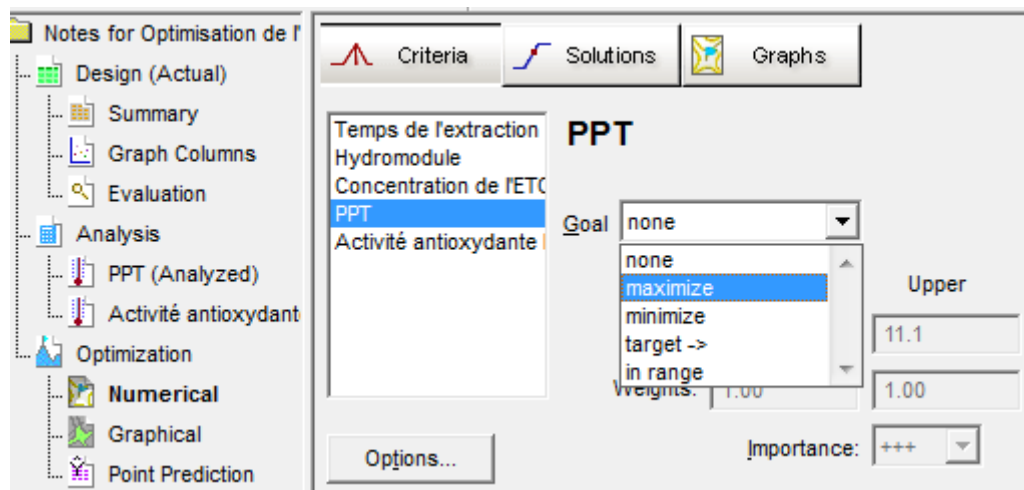 Notes for Optimisation de l'
Design (Actual)
Summary
Graph Columns
Evaluation
Analysis
PPT (Analyzed)
Activité antioxydant
Optimization
Numerical
Graphical
Point Prediction
Criteria
Solutions
Graphs
Temps de l'extraction
Hydromodule
Concentration de l'ET
PPT
Activité antioxydante
Options...
PPT
Goal none
none
maximize
minimize
target ->
in range
Upper
11.1
Weights: 1.00 1.00
Importance: +++